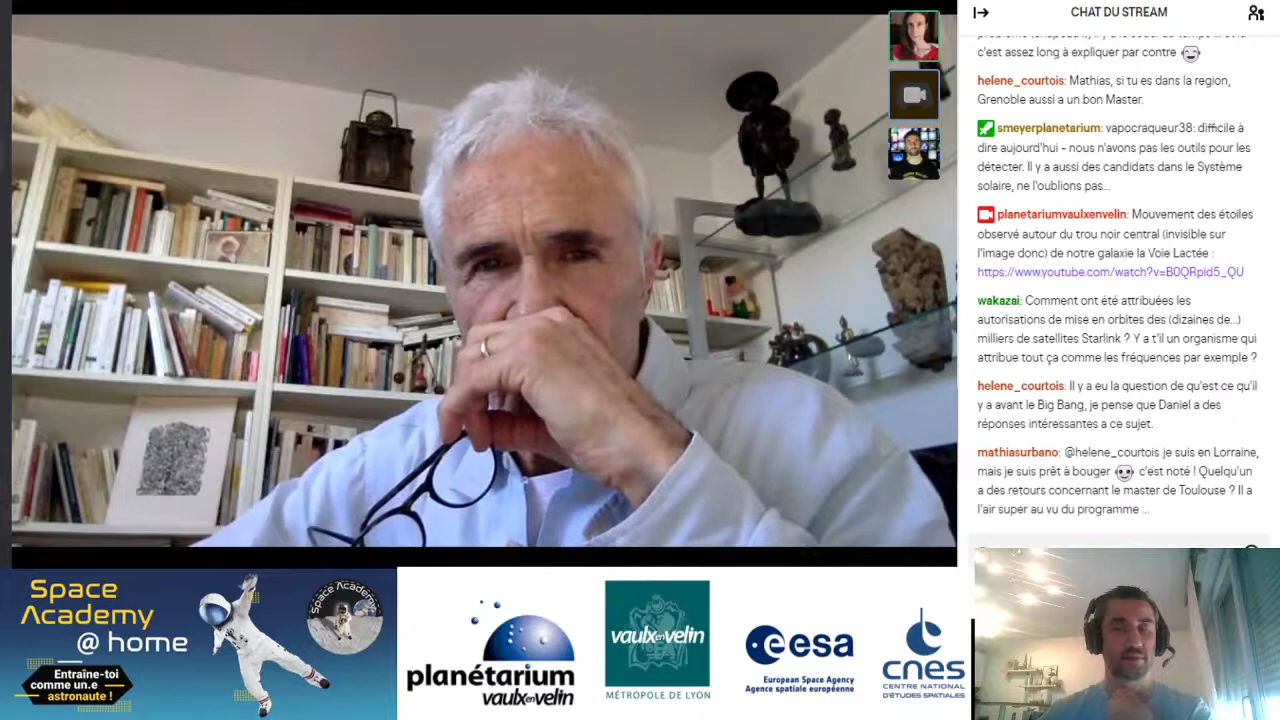 CHAT DU STREAM
c'est assez long à expliquer par contre
helene_courtois: Mathias, si tu es dans la region,
Grenoble aussi a un bon Master.
smeyerplanetarium: vapocraqueur38: difficile à
dire aujourd'hui - nous n'avons pas les outils pour les
détecter. Il y a aussi des candidats dans le Système
solaire, ne l'oublions pas...
planetariumvaulxenvelin: Mouvement des étoiles
observé autour du trou noir central (invisible sur
l'image donc) de notre galaxie la Voie Lactée :
https://www.youtube.com/watch?v=B0QRpid5_QU
wakazai: Comment ont été attribuées les
autorisations de mise en orbites des (dizaines de...)
milliers de satellites Starlink ? Y a t'il un organisme qui
attribue tout ça comme les fréquences par exemple ?
helene_courtois: Il y a eu la question de qu'est ce qu'il
y a avant le Big Bang, je pense que Daniel a des
réponses intéressantes a ce sujet.
mathiasurbano: @helene_courtois je suis en Lorraine,
mais je suis prêt à bouger c'est noté ! Quelqu'un
a des retours concernant le master de Toulouse ? Il a
l'air super au vu du programme ...
Space
Academy
@ home
Entraîne-toi
comme un.e
astronaute !
Space Academy
planétarium
vaulxenvelin
vaulxenvelin
MÉTROPOLE DE LYON
esa
European Space Agency
Agence spatiale européenne
cnes
CENTRE NATIONAL
D'ÉTUDES SPATIALES